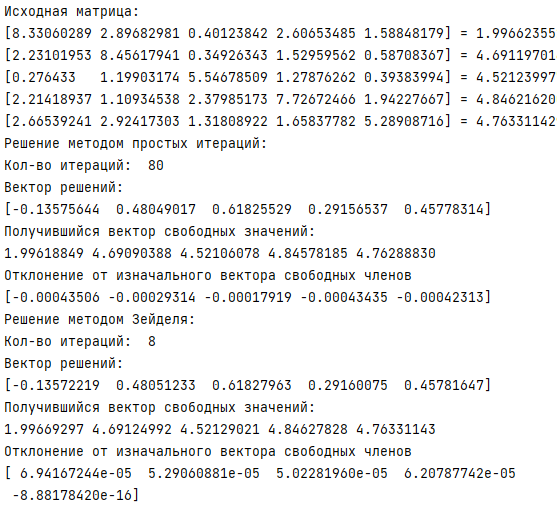 Исходная матрица:
[8.33060289 2.89682981 0.40123842 2.60653485 1.58848179] = 1.99662355
[2.23101953 8.45617941 0.34926343 1.52959562 0.58708367] = 4.69119701
[0.276433   1.19903174 5.54678509 1.27876262 0.39383994] = 4.52123997
[2.21418937 1.10934538 2.37985173 7.72672466 1.94227667] = 4.84621620
[2.66539241 2.92417303 1.31808922 1.65837782 5.28908716] = 4.76331142
Решение методом простых итераций:
Кол-во итераций:  80
Вектор решений:
[-0.13575644  0.48049017  0.61825529  0.29156537  0.45778314]
Получившийся вектор свободных значений:
1.99618849 4.69090388 4.52106078 4.84578185 4.76288830
Отклонение от изначального вектора свободных членов
[-0.00043506 -0.00029314 -0.00017919 -0.00043435 -0.00042313]
Решение методом Зейделя:
Кол-во итераций:  8
Вектор решений:
[-0.13572219  0.48051233  0.61827963  0.29160075  0.45781647]
Получившийся вектор свободных значений:
1.99669297 4.69124992 4.52129021 4.84627828 4.76331143
Отклонение от изначального вектора свободных членов
[ 6.94167244e-05  5.29060881e-05  5.02281960e-05  6.20787742e-05
 -8.88178420e-16]